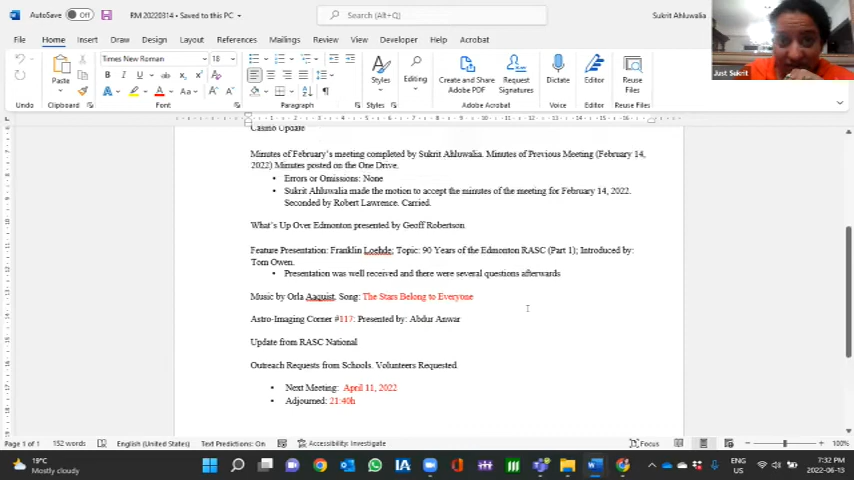 AutoSave Off RM 20220314 • Saved to this PC Search (Alt+Q) Sukrit Ahluwalia
File Home Insert Draw Design Layout References Mailings Review View Developer Help Acrobat
Times New Roman 18
Paste Styles Editing Create and Share Adobe PDF Request Signatures Dictate Editor Reuse Files
Undo Clipboard Font Paragraph Styles Adobe Acrobat Voice Editor Reuse Files
Just Sukrit
Casino Update
Minutes of February's meeting completed by Sukrit Ahluwalia. Minutes of Previous Meeting (February 14,
2022) Minutes posted on the One Drive.
• Errors or Omissions: None
• Sukrit Ahluwalia made the motion to accept the minutes of the meeting for February 14, 2022.
Seconded by Robert Lawrence. Carried.
What's Up Over Edmonton presented by Geoff Robertson
Feature Presentation: Franklin Loehde; Topic: 90 Years of the Edmonton RASC (Part 1); Introduced by:
Tom Owen.
• Presentation was well received and there were several questions afterwards
Music by Orla Aaquist, Song: The Stars Belong to Everyone
Astro-Imaging Corner #117: Presented by: Abdur Anwar
Update from RASC National
Outreach Requests from Schools. Volunteers Requested
• Next Meeting: April 11, 2022
• Adjourned: 21:40h
Page 1 of 1 152 words English (United States) Text Predictions: On Accessibility: Investigate Focus 100%
19°C
Mostly cloudy
ENG
US
7:32 PM
2022-06-13